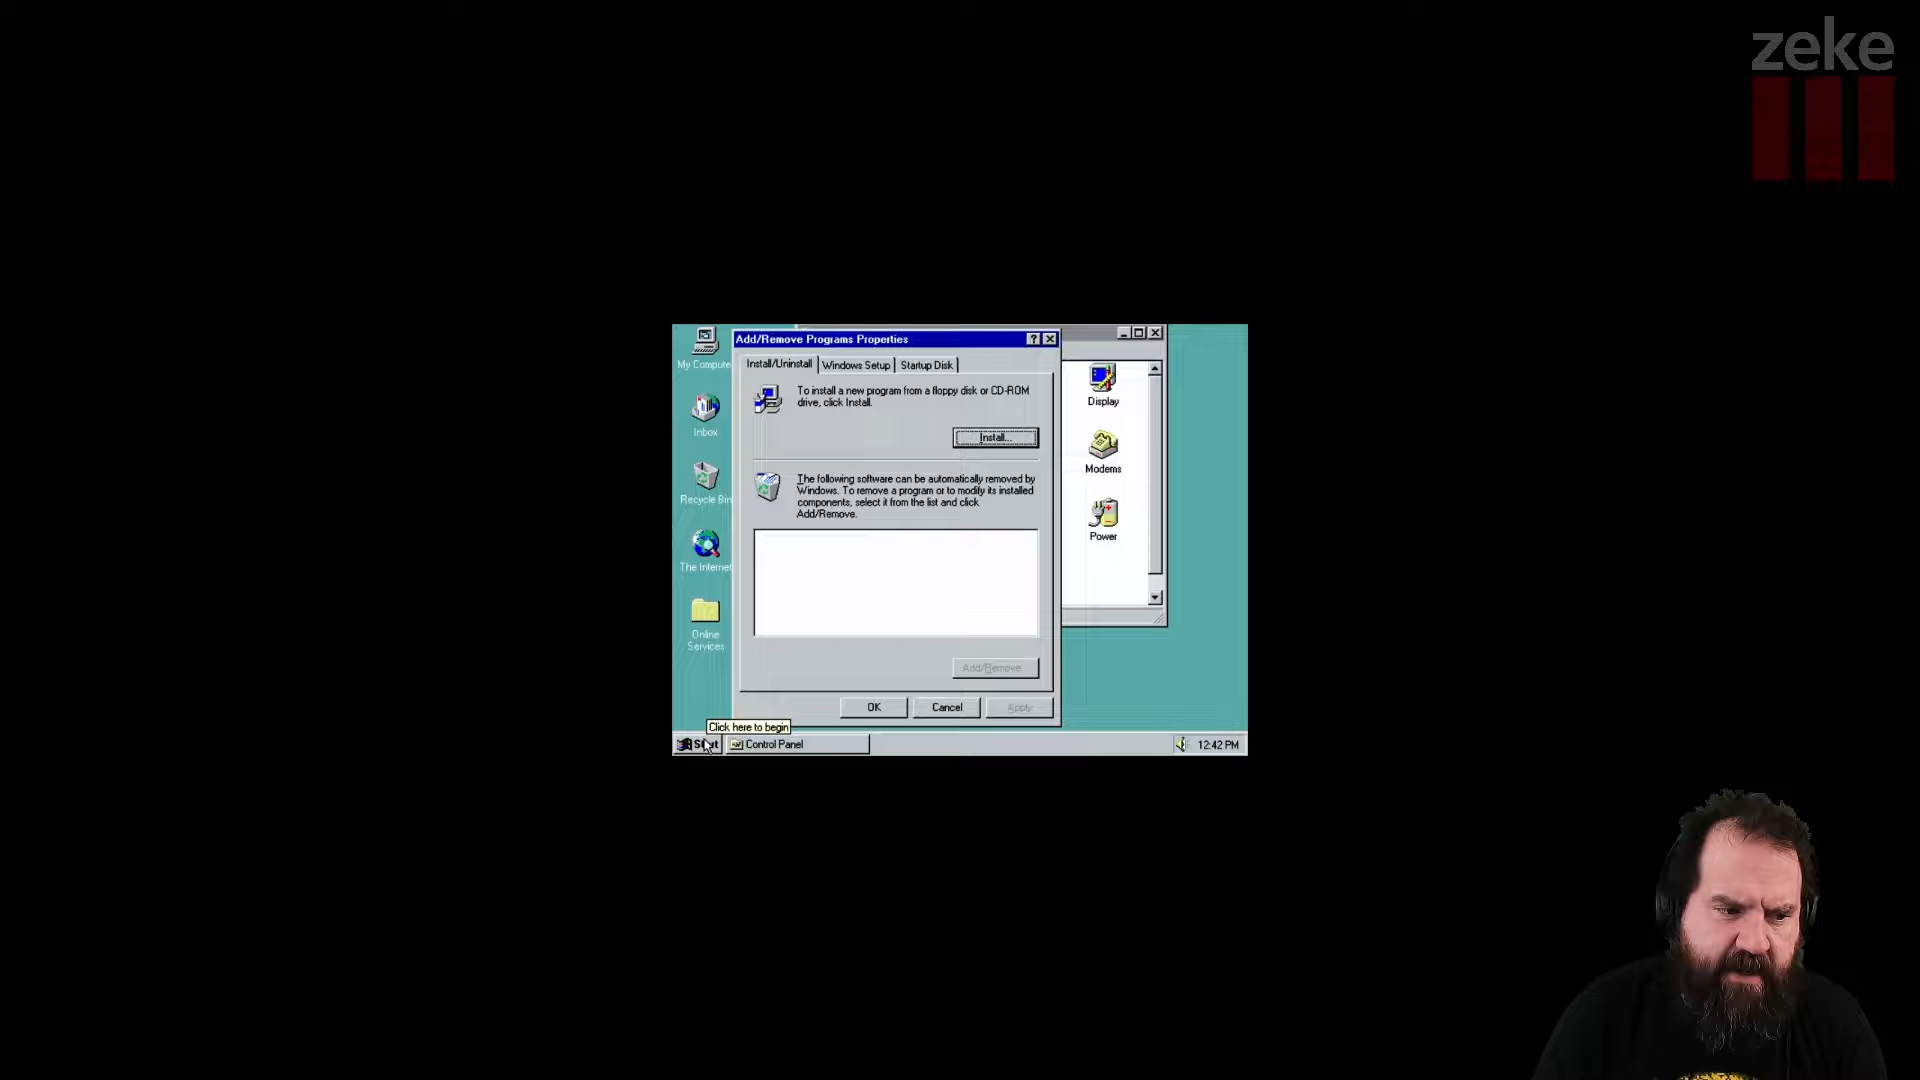 zeke
Add/Remove Programs Properties
Install/Uninstall
Windows Setup
Startup Disk
To install a new program from a floppy disk or CD-ROM
drive, click Install.
Install...
The following software can be automatically removed by
Windows. To remove a program or to modify its installed
components, select it from the list and click
Add/Remove.
Add/Remove...
OK
Cancel
Apply
My Compute
Inbox
Recycle Bin
The Internet
Online
Services
Display
Modems
Power
Click here to begin
Start
Control Panel
12:42 PM